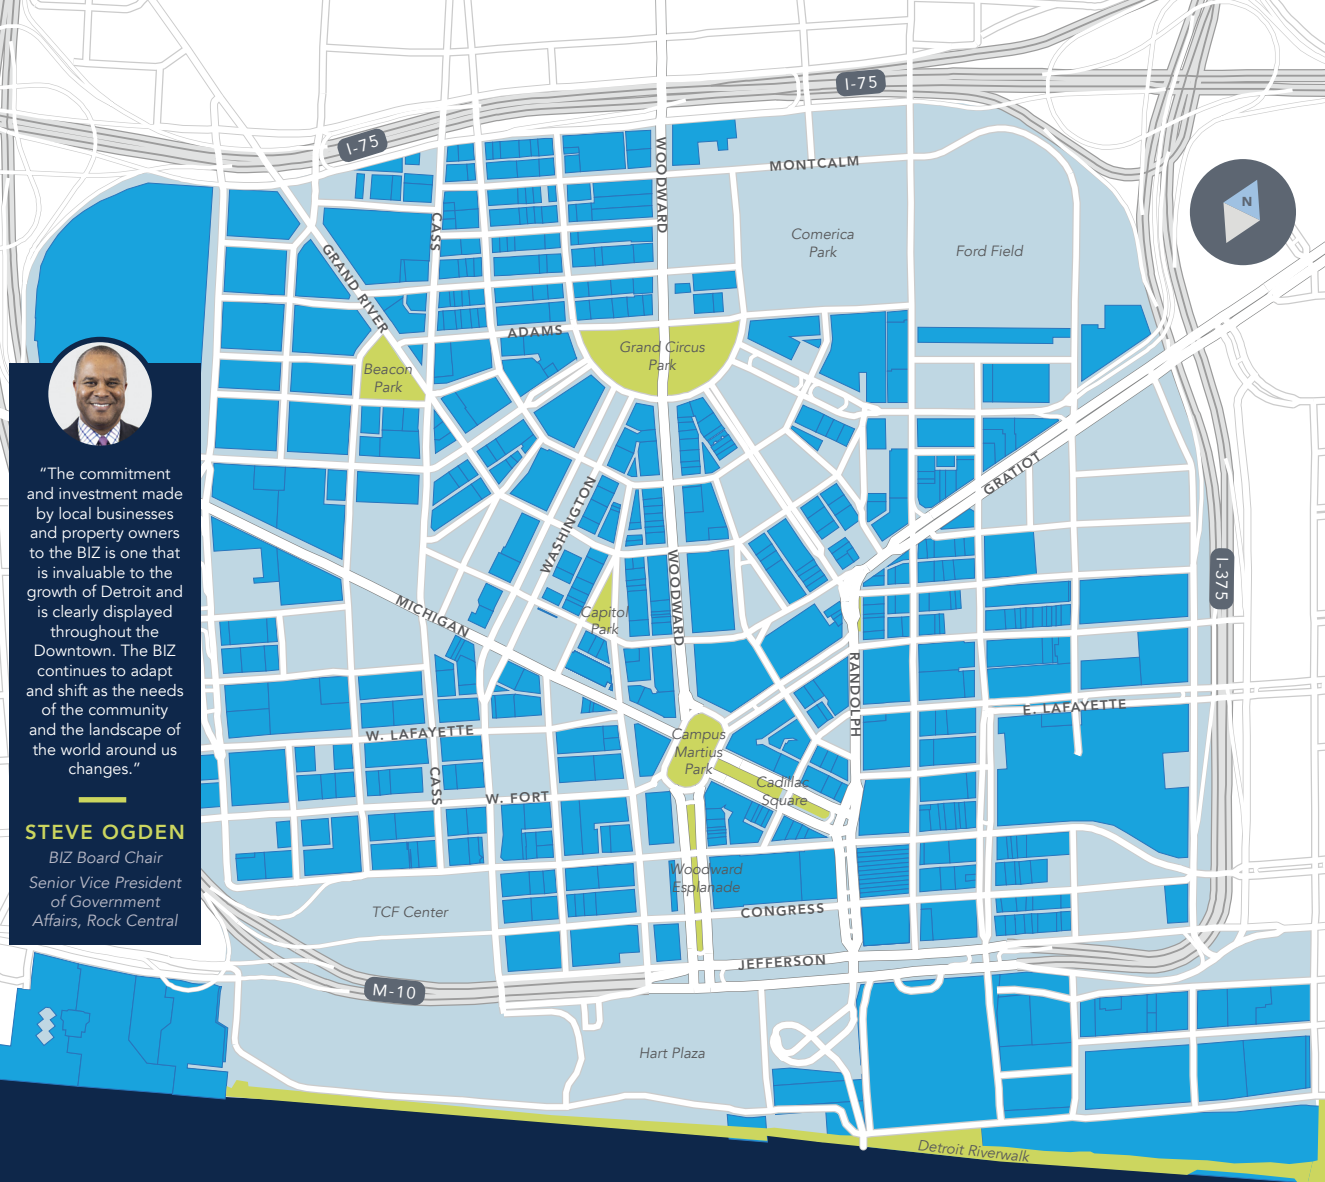 I-75
I-75
WOODWARD
MONTCALM
N
CASS
Comerica
Park
Ford Field
GRAND RIVER
ADAMS
Grand Circus
Park
Beacon
Park
“The commitment
and investment made
by local businesses
and property owners
to the BIZ is one that
is invaluable to the
growth of Detroit and
is clearly displayed
throughout the
Downtown. The BIZ
continues to adapt
and shift as the needs
of the community
and the landscape of
the world around us
changes.”
STEVE OGDEN
BIZ Board Chair
Senior Vice President
of Government
Affairs, Rock Central
GRATIOT
WASHINGTON
I-375
WOODWARD
MICHIGAN
Capitol
Park
RANDOLPH
E. LAFAYETTE
W. LAFAYETTE
Campus
Martius
Park
CASS
Cadillac
Square
W. FORT
Woodward
Esplanade
TCF Center
CONGRESS
JEFFERSON
M-10
Hart Plaza
Detroit Riverwalk